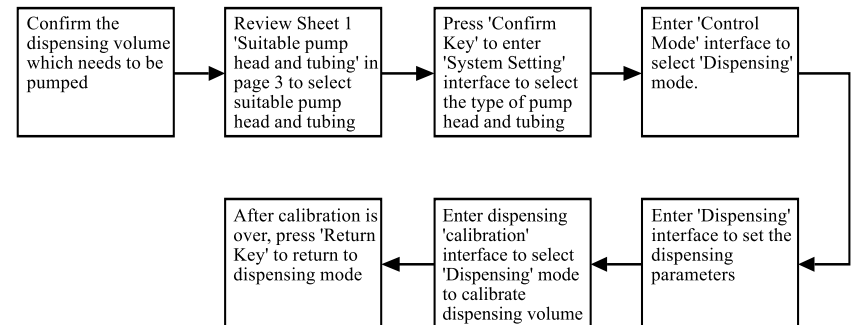 Confirm the
dispensing volume
which needs to be
pumped
Review Sheet 1
'Suitable pump
head and tubing' in
page 3 to select
suitable pump
head and tubing
Press 'Confirm
Key' to enter
'System Setting'
interface to select
the type of pump
head and tubing
Enter 'Control
Mode' interface to
select 'Dispensing'
mode.
Enter 'Dispensing'
interface to set the
dispensing
parameters
Enter dispensing
'calibration'
interface to select
'Dispensing' mode
to calibrate
dispensing volume
After calibration is
over, press 'Return
Key' to return to
dispensing mode